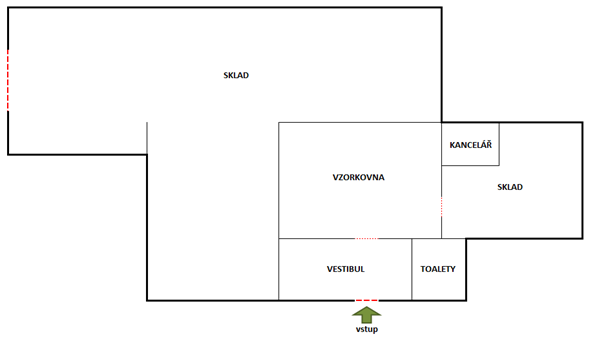 SKLAD
KANCELÁŘ
VZORKOVNA
SKLAD
VESTIBUL
TOALETY
vstup